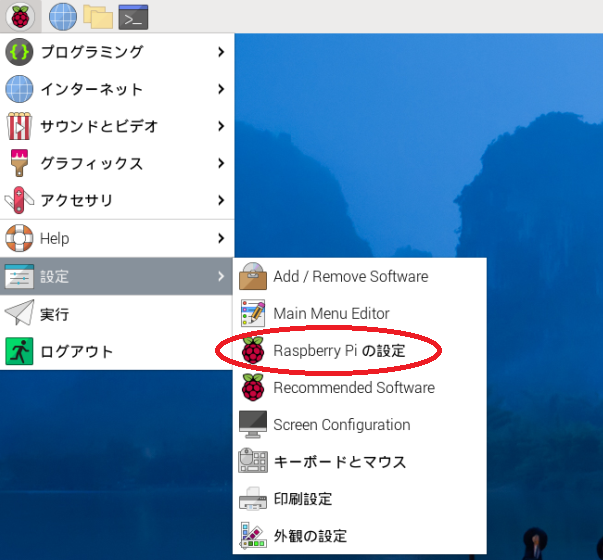 プログラミング
インターネット
サウンドとビデオ
グラフィックス
アクセサリ
Help
設定
実行
ログアウト
Add / Remove Software
Main Menu Editor
Raspberry Pi の設定
Recommended Software
Screen Configuration
キーボードとマウス
印刷設定
外観の設定